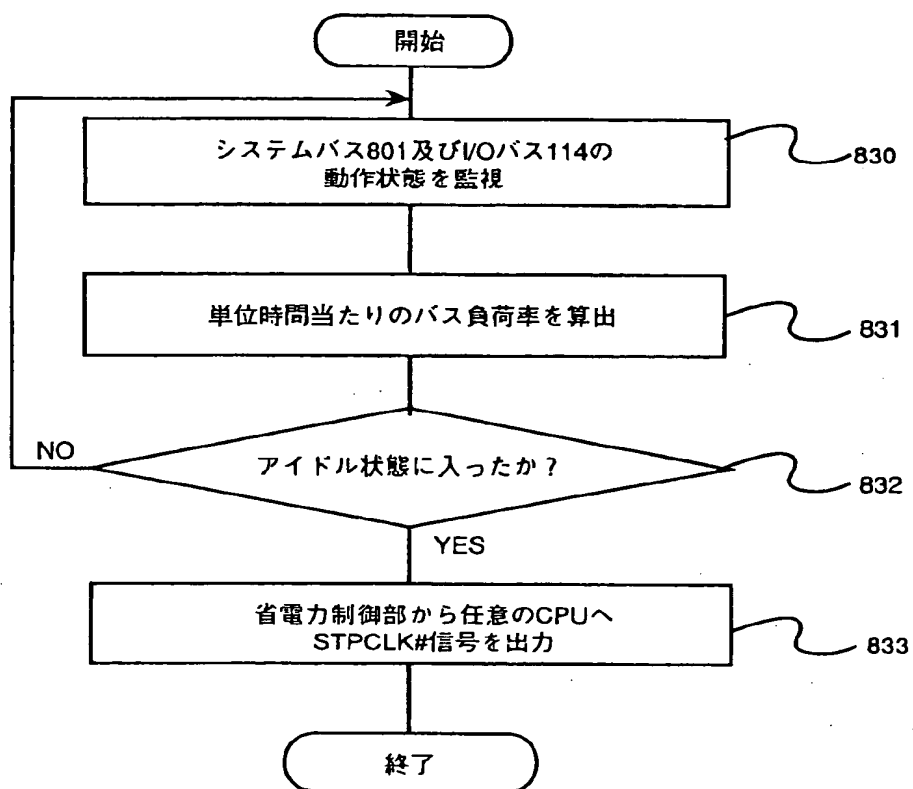 開始
システムバス801及びI/Oバス114の
動作状態を監視
830
単位時間当たりのバス負荷率を算出
831
NO
アイドル状態に入ったか?
832
YES
省電力制御部から任意のCPUへ
STPCLK#信号を出力
833
終了